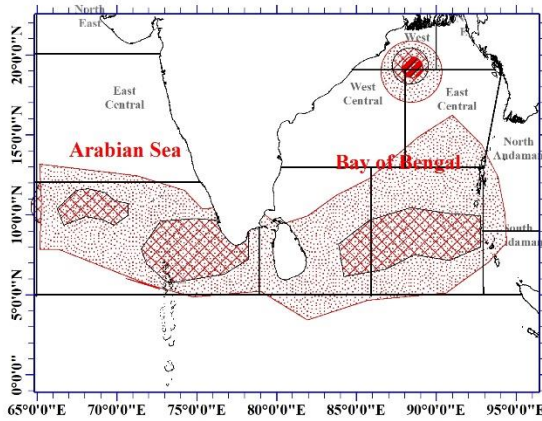 North
East
West
20°0'0"N
West
Central
East
Central
East
Central
15°0'0"N
Arabian Sea
Bay of Bengal
North
Andaman
10°0'0"N
South
Andaman
5°0'0"N
0°0'0"
65°0'0"E 70°0'0"E 75°0'0"E 80°0'0"E 85°0'0"E 90°0'0"E 95°0'0"E